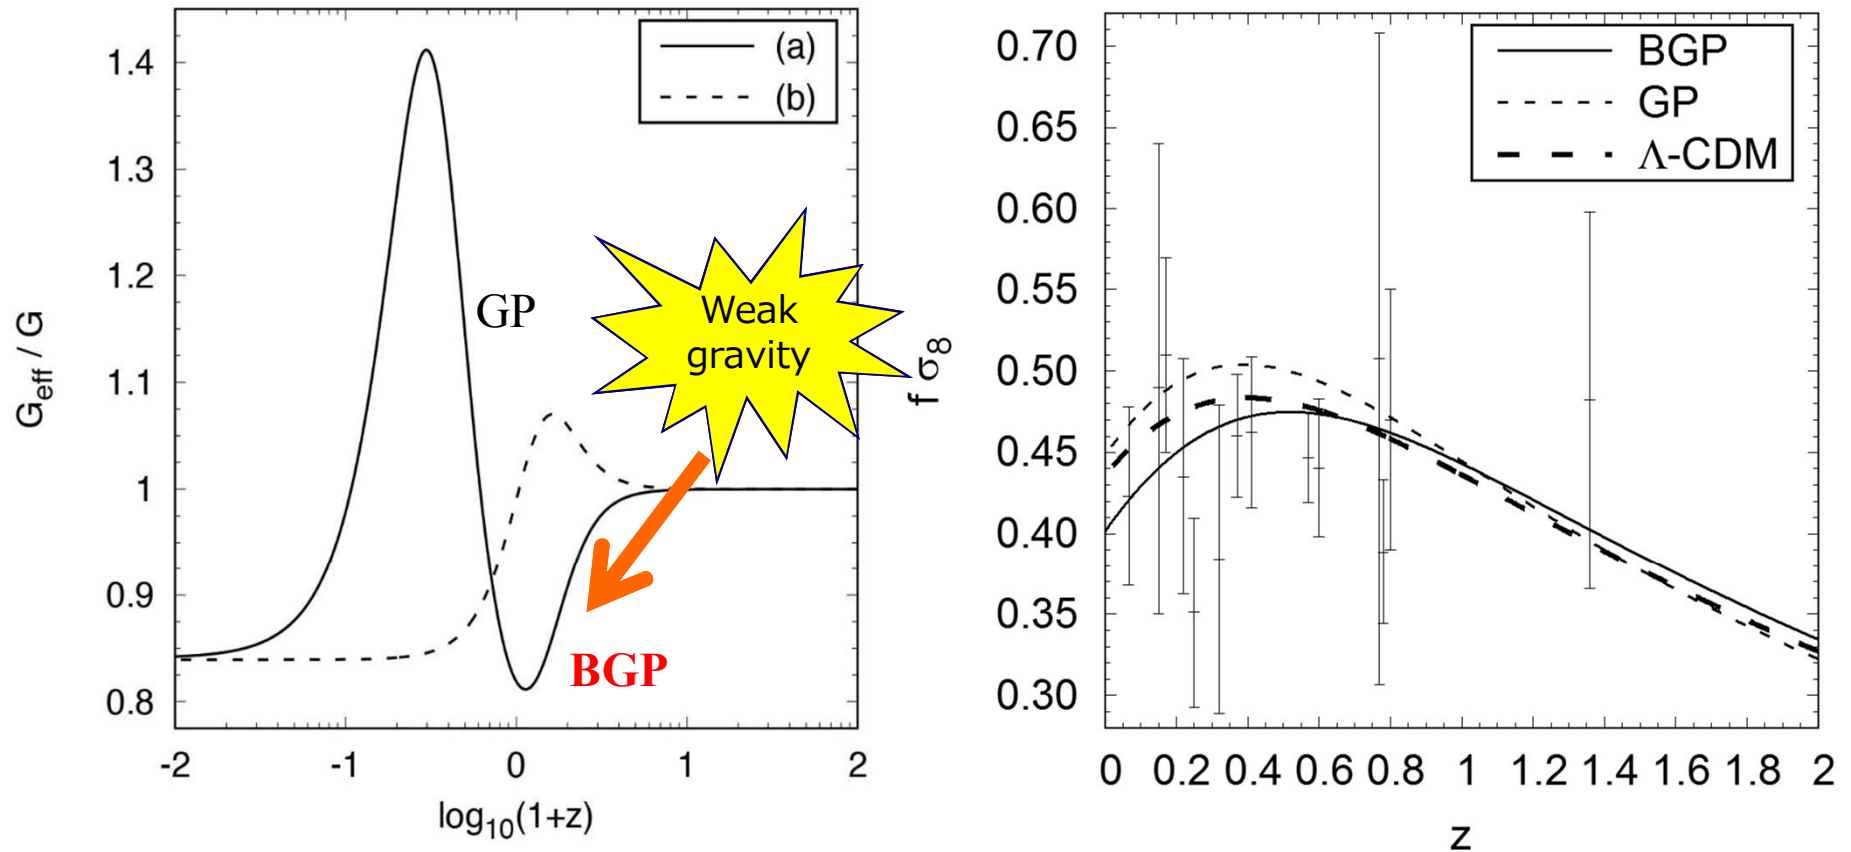 (a)
(b)
1.4
1.3
1.2
1.1
1
0.9
0.8
G_eff / G
GP
Weak
gravity
BGP
-2 -1 0 1 2
log_10(1+z)
BGP
GP
Λ-CDM
0.70
0.65
0.60
0.55
0.50
0.45
0.40
0.35
0.30
f σ_8
0 0.2 0.4 0.6 0.8 1 1.2 1.4 1.6 1.8 2
z